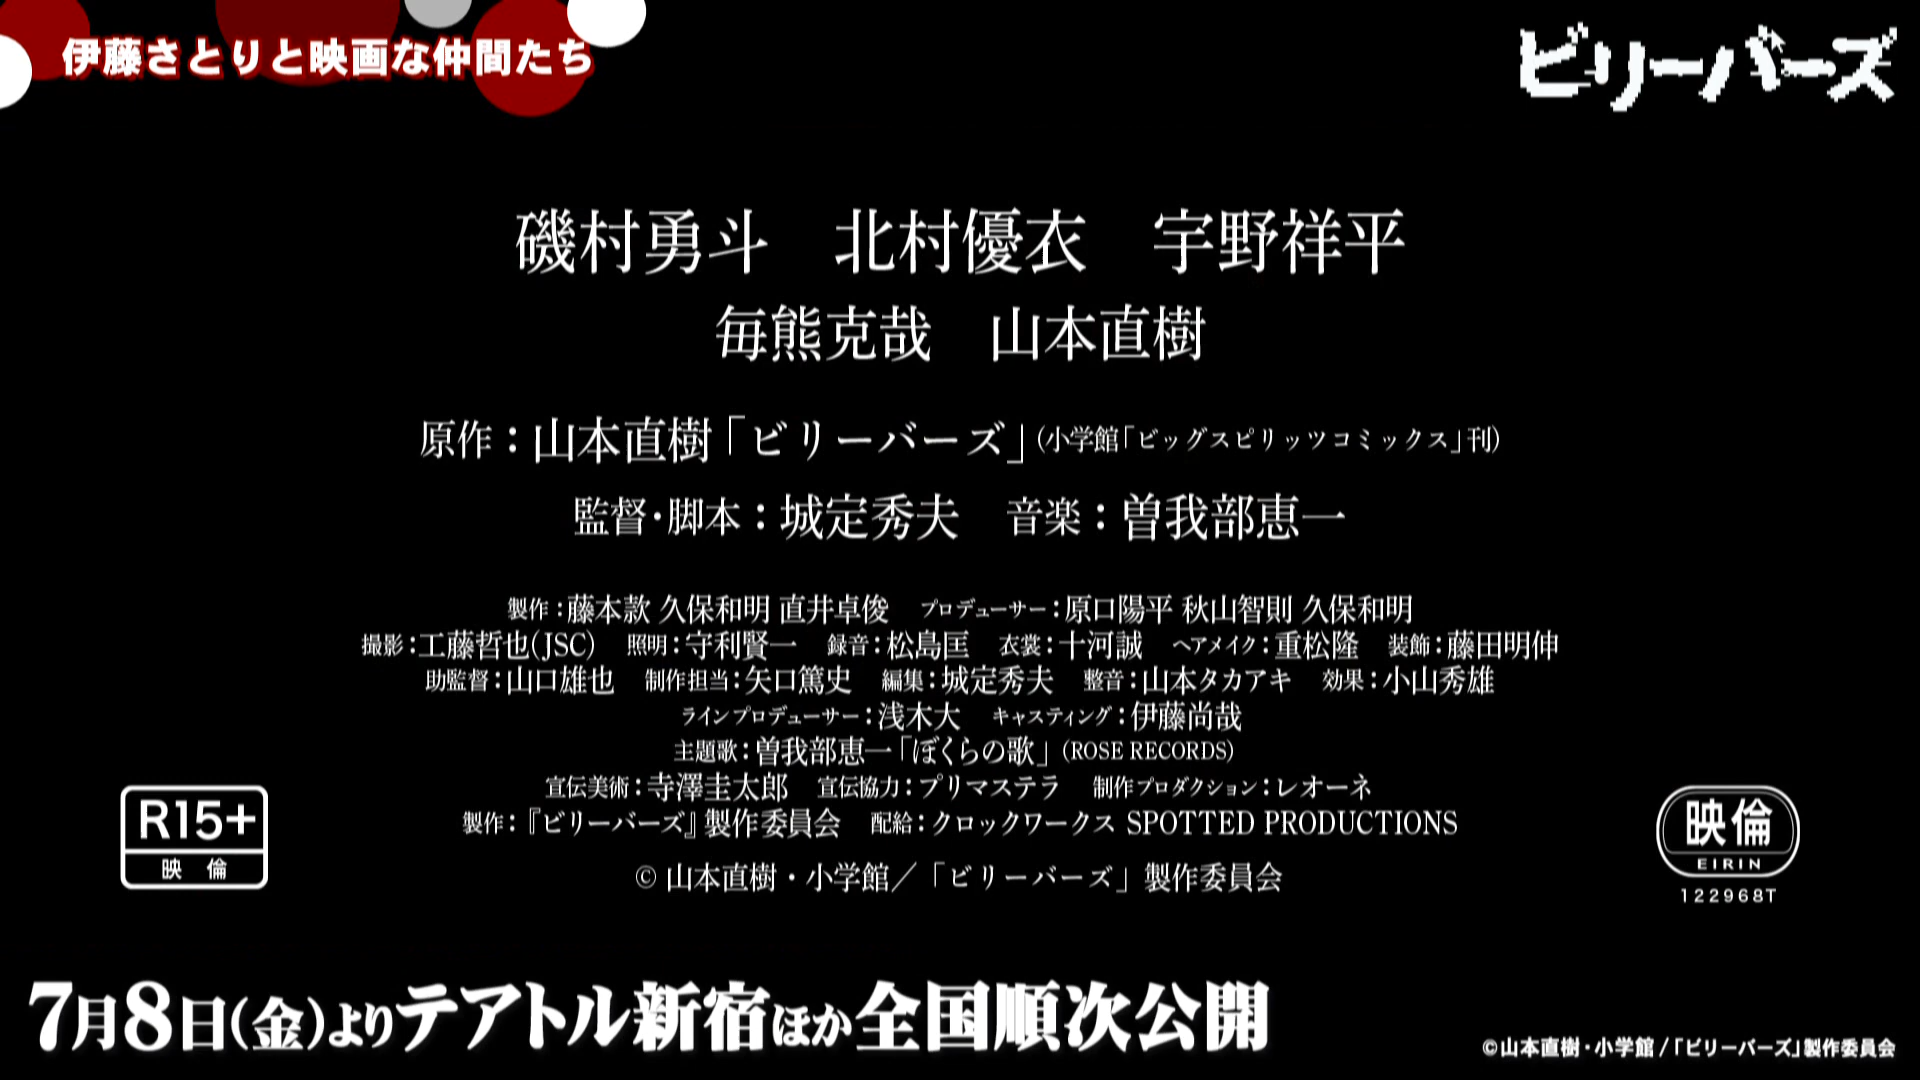 伊藤さとりと映画な仲間たち
ビリーバーズ
磯村勇斗 北村優衣 宇野祥平
毎熊克哉 山本直樹
原作：山本直樹「ビリーバーズ」（小学館「ビッグスピリッツコミックス」刊）
監督・脚本：城定秀夫 音楽：曽我部恵一
製作：藤本款 久保和明 直井卓俊 プロデューサー：原口陽平 秋山智則 久保和明
撮影：工藤哲也(JSC) 照明：守利賢一 録音：松島匡 衣裳：十河誠 ヘアメイク：重松隆 装飾：藤田明伸
助監督：山口雄也 制作担当：矢口篤史 編集：城定秀夫 整音：山本タカアキ 効果：小山秀雄
ラインプロデューサー：浅木大 キャスティング：伊藤尚哉
主題歌：曽我部恵一「ぼくらの歌」（ROSE RECORDS）
宣伝美術：寺澤圭太郎 宣伝協力：プリマステラ 制作プロダクション：レオーネ
製作：『ビリーバーズ』製作委員会 配給：クロックワークス SPOTTED PRODUCTIONS
© 山本直樹・小学館／「ビリーバーズ」製作委員会
R15+
映倫
映倫
EIRIN
122968T
7月8日(金)よりテアトル新宿ほか全国順次公開
©山本直樹・小学館/「ビリーバーズ」製作委員会